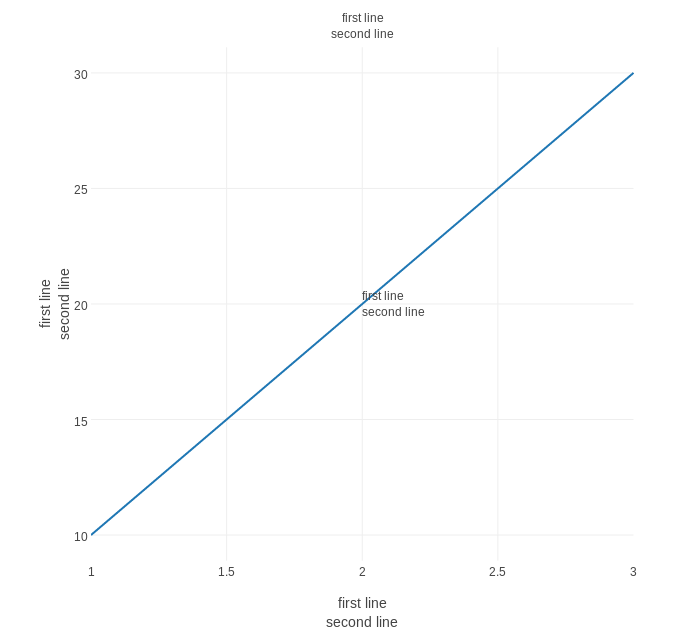 first line
second line
30
25
20
15
10
first line
second line
first line
second line
1 1.5 2 2.5 3
first line
second line